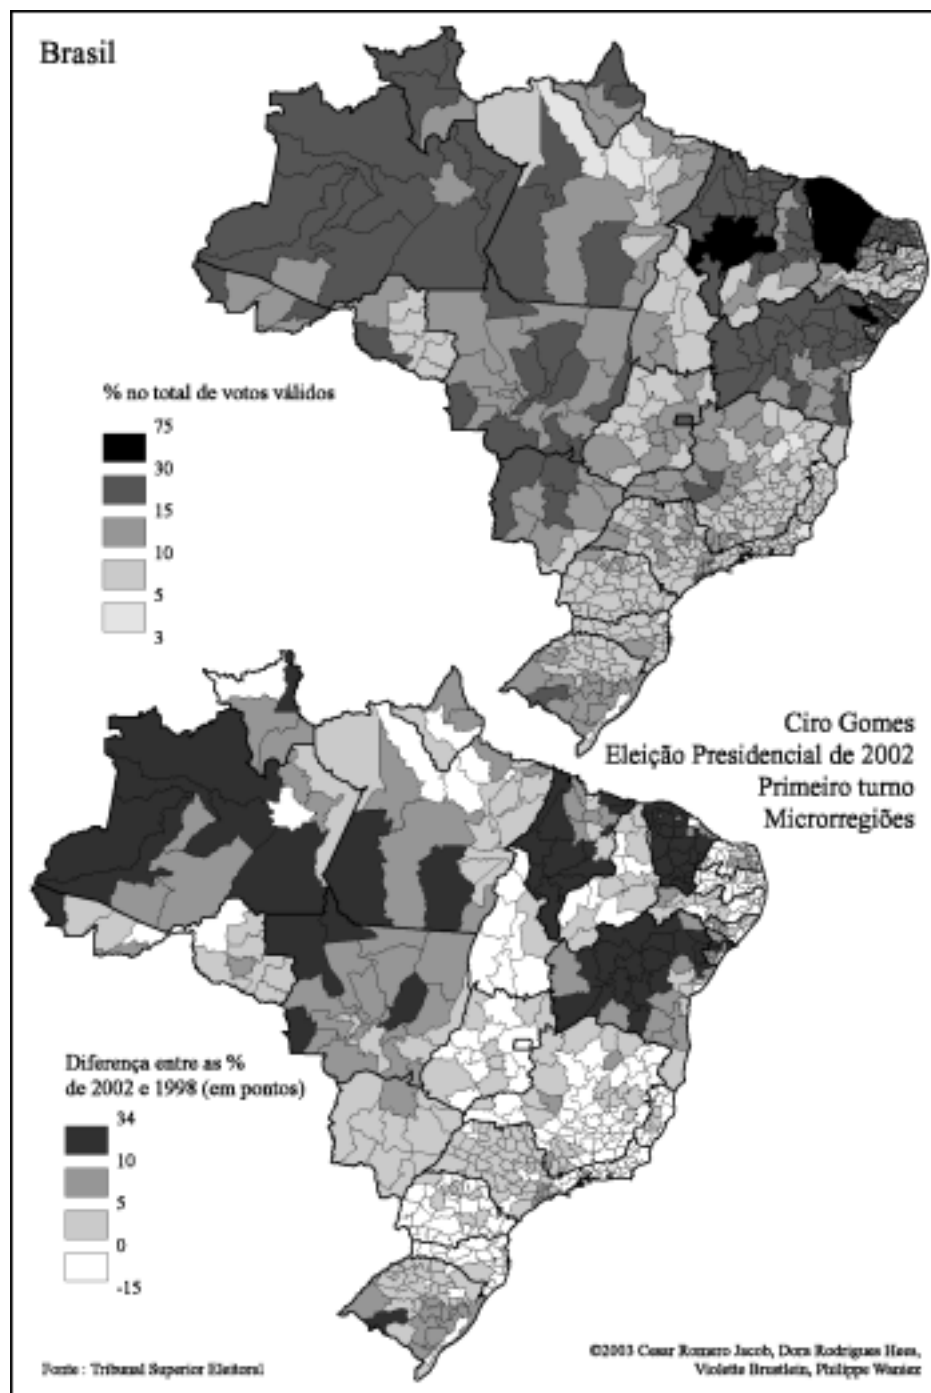 Brasil
% no total de votos válidos
75
30
15
10
5
3
Ciro Gomes
Eleição Presidencial de 2002
Primeiro turno
Microrregiões
Diferença entre as %
de 2002 e 1998 (em pontos)
34
10
5
0
-15
Fonte : Tribunal Superior Eleitoral
©2003 Cesar Romero Jacob, Dora Rodrigues Hees,
Violette Brustlein, Philippe Waniez